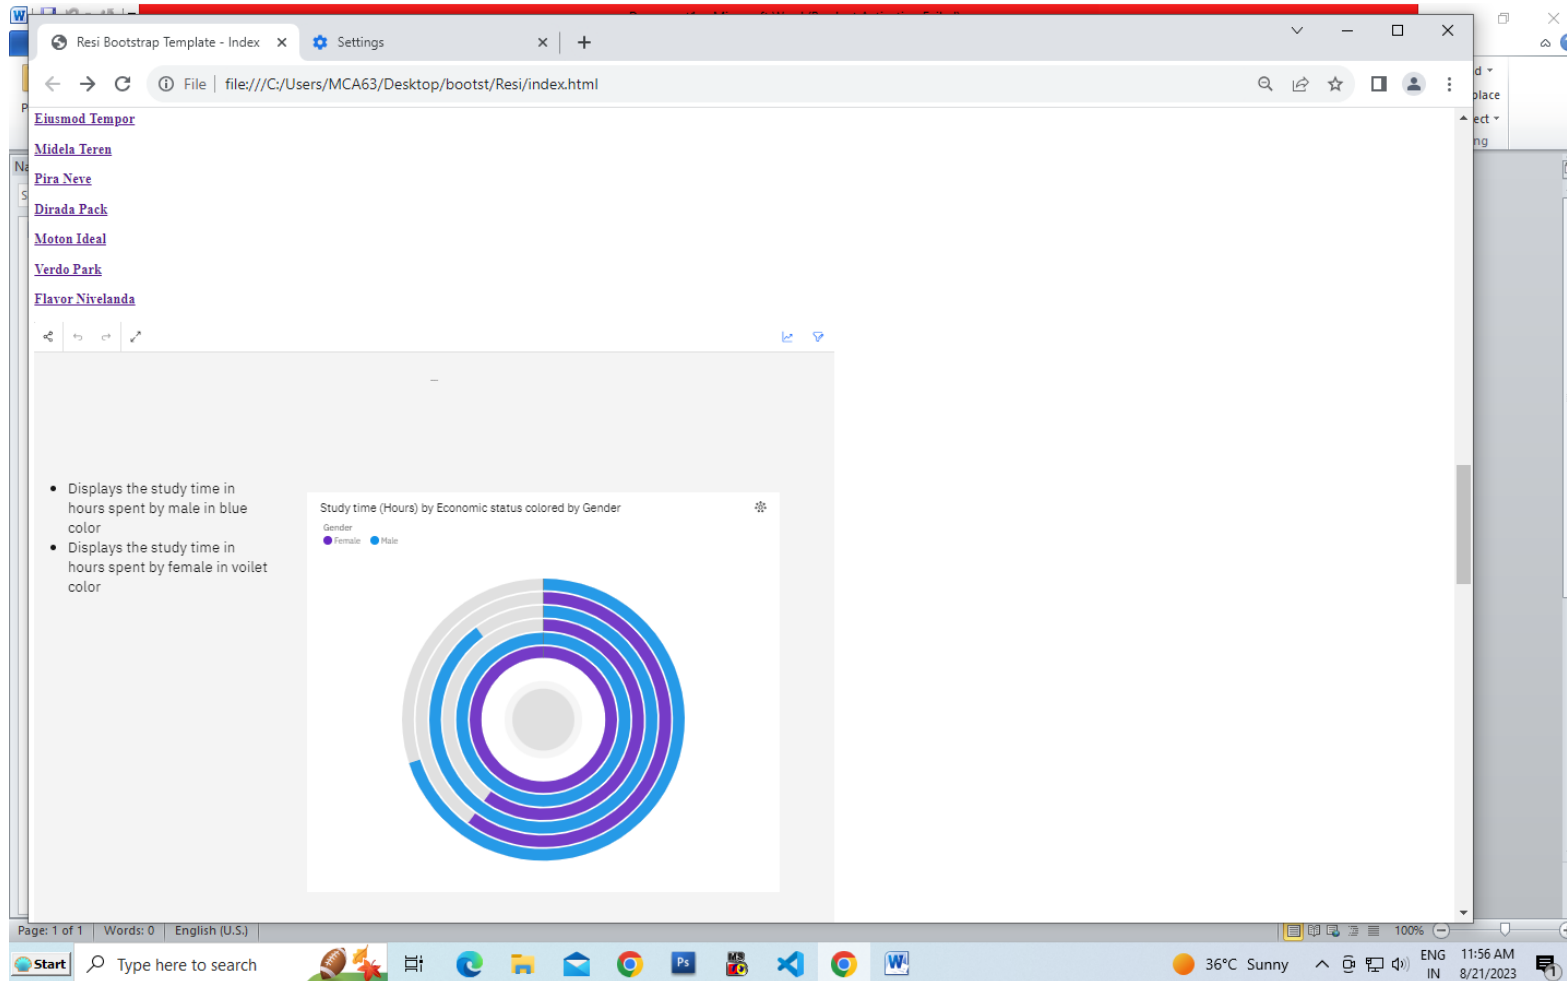 Resi Bootstrap Template - Index
Settings
File
file:///C:/Users/MCA63/Desktop/bootst/Resi/index.html
Eiusmod Tempor
Midela Teren
Pira Neve
Dirada Pack
Moton Ideal
Verdo Park
Flavor Nivelanda
Displays the study time in
hours spent by male in blue
color
Displays the study time in
hours spent by female in voilet
color
Study time (Hours) by Economic status colored by Gender
Gender
Female Male
Page: 1 of 1 Words: 0 English (U.S.) 100%
Start Type here to search Ps 36°C Sunny ENG 11:56 AM
IN 8/21/2023